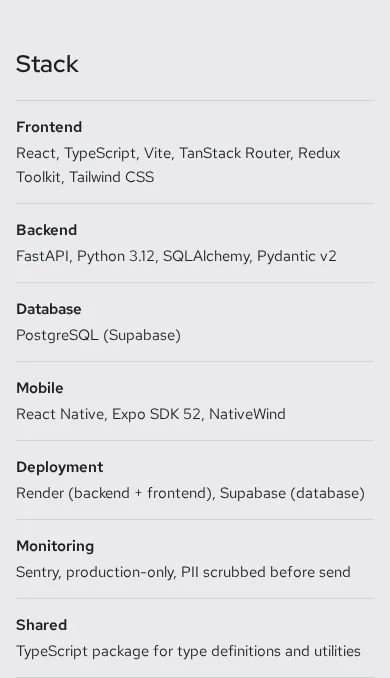 Stack
Frontend
React, TypeScript, Vite, TanStack Router, Redux
Toolkit, Tailwind CSS
Backend
FastAPI, Python 3.12, SQLAlchemy, Pydantic v2
Database
PostgreSQL (Supabase)
Mobile
React Native, Expo SDK 52, NativeWind
Deployment
Render (backend + frontend), Supabase (database)
Monitoring
Sentry, production-only, PII scrubbed before send
Shared
TypeScript package for type definitions and utilities